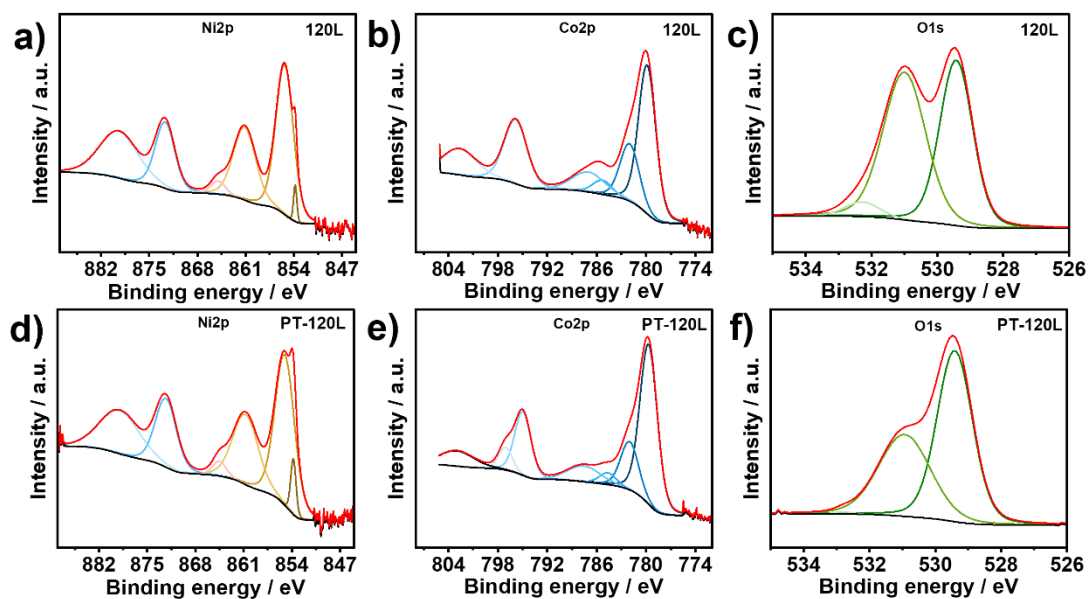 a)
Ni2p
120L
Intensity / a.u.
882 875 868 861 854 847
Binding energy / eV
b)
Co2p
120L
Intensity / a.u.
804 798 792 786 780 774
Binding energy / eV
c)
O1s
120L
Intensity / a.u.
534 532 530 528 526
Binding energy / eV
d)
Ni2p
PT-120L
Intensity / a.u.
882 875 868 861 854 847
Binding energy / eV
e)
Co2p
PT-120L
Intensity / a.u.
804 798 792 786 780 774
Binding energy / eV
f)
O1s
PT-120L
Intensity / a.u.
534 532 530 528 526
Binding energy / eV